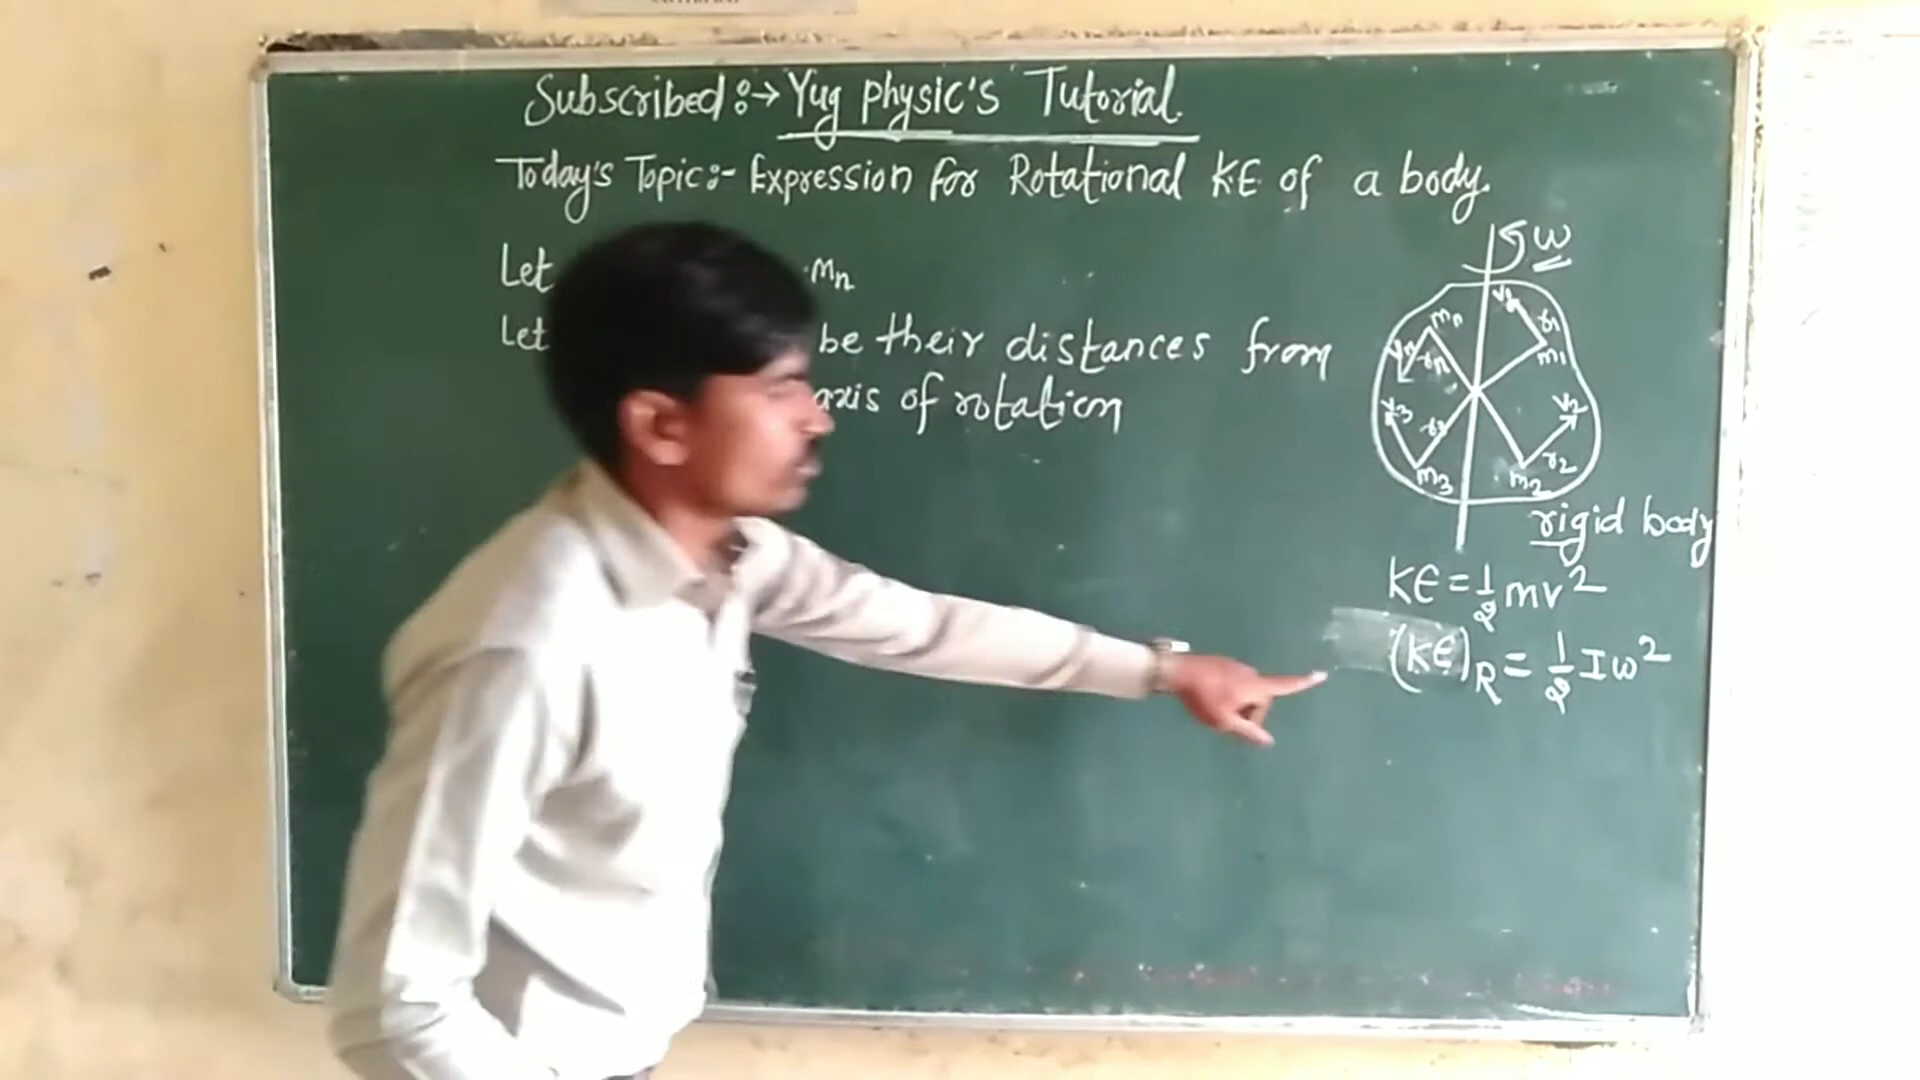 Subscribed :→ Yug physic's Tutorial.
Today's Topic:- Expression for Rotational K.E. of a body.
Let mn
Let be their distances from
axis of rotation
ω
v1
mn
r1
m1
vn
rn
v3
v2
r3
r2
m3
m2
rigid body
KE = 1/2 mv²
(KE)R = 1/2 Iω²